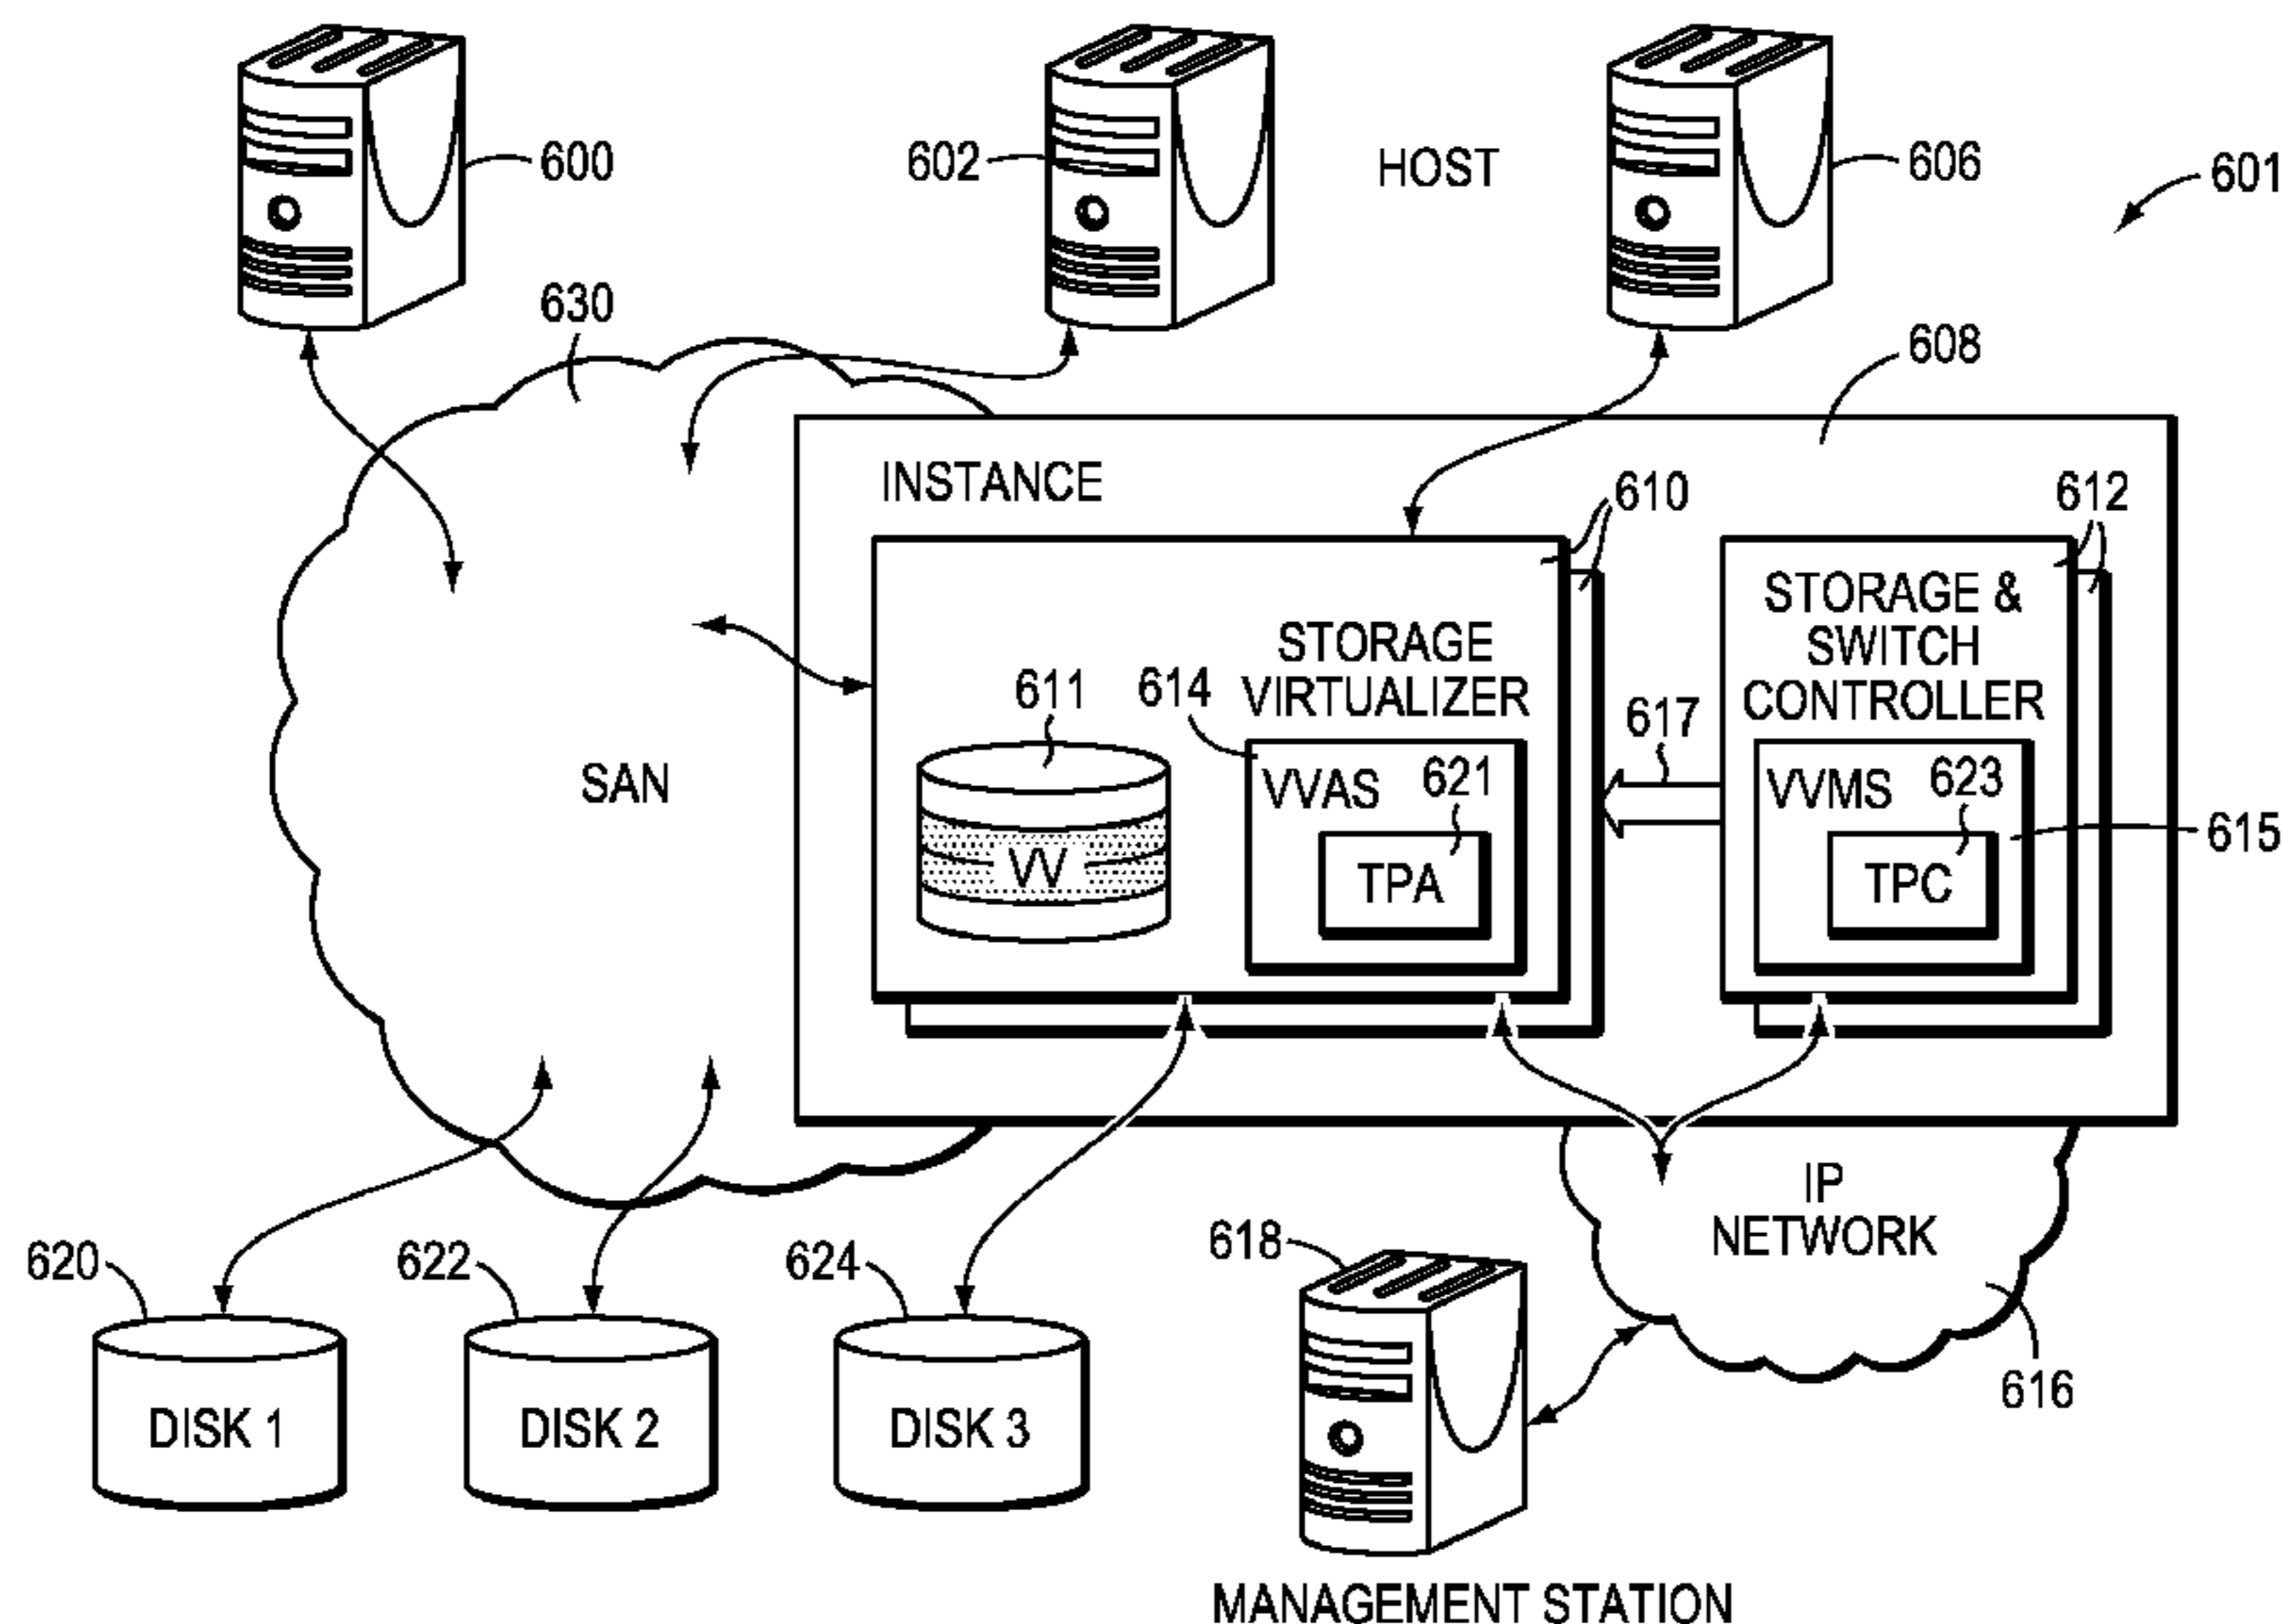 600
602
HOST
606
601
630
608
INSTANCE
610
612
STORAGE
VIRTUALIZER
STORAGE &
SWITCH
CONTROLLER
611
614
617
SAN
VV
VVAS
621
TPA
VVMS
623
TPC
615
IP
NETWORK
620
622
624
618
616
DISK 1
DISK 2
DISK 3
MANAGEMENT STATION